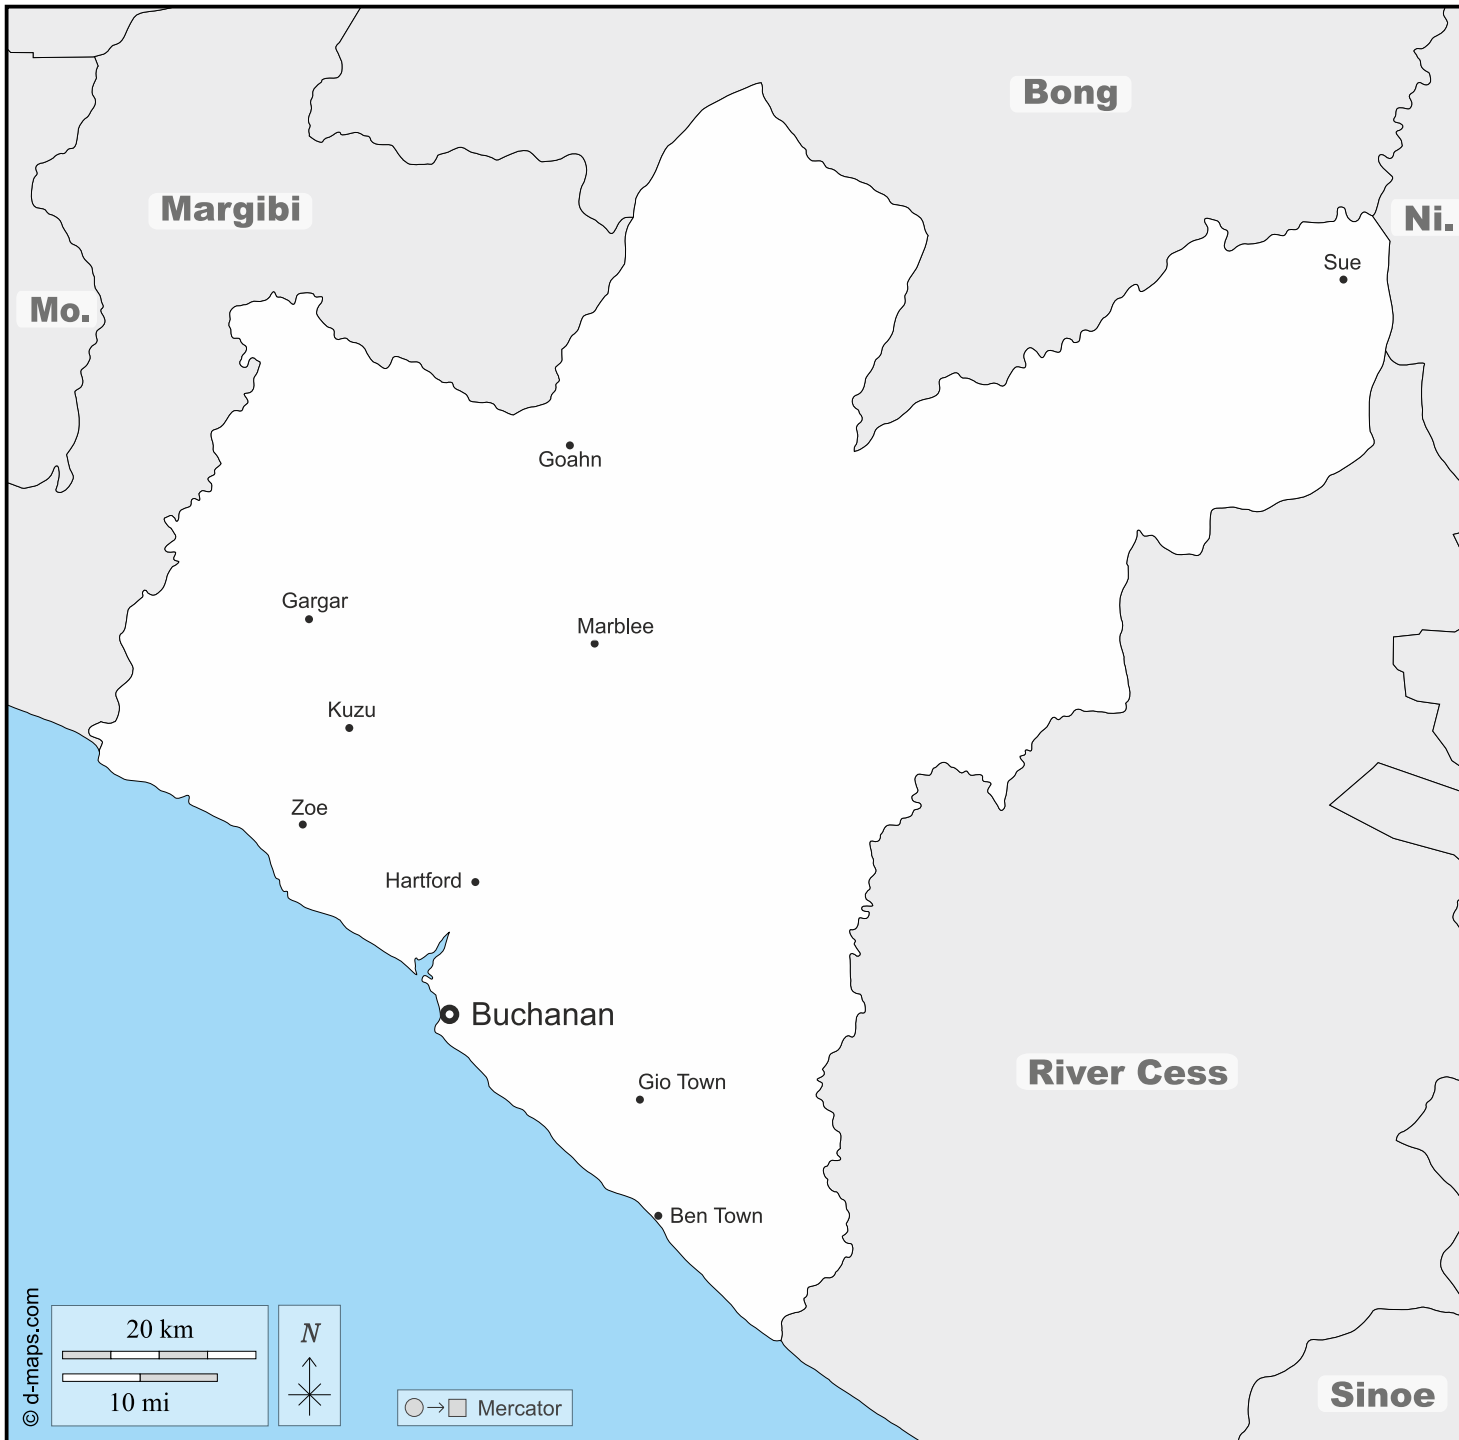 Bong
Margibi
Ni.
Sue
Mo.
Goahn
Gargar
Marblee
Kuzu
Zoe
Hartford
Buchanan
River Cess
Gio Town
Ben Town
© d-maps.com
20 km
10 mi
N
Mercator
Sinoe